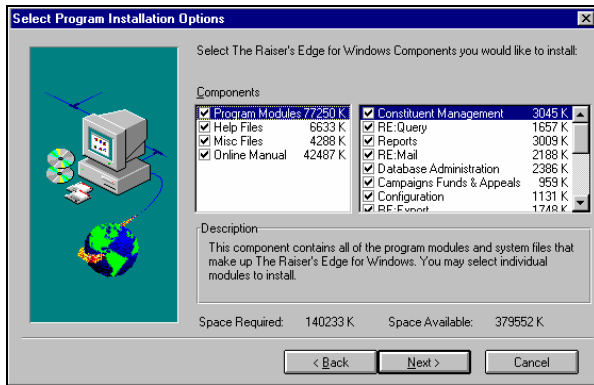 Select Program Installation Options
Select The Raiser's Edge for Windows Components you would like to install:
Components
Program Modules 77250 K
Help Files 6633 K
Misc Files 4288 K
Online Manual 42487 K
Constituent Management 3045 K
RE:Query 1657 K
Reports 3009 K
RE:Mail 2188 K
Database Administration 2386 K
Campaigns Funds & Appeals 959 K
Configuration 1131 K
RE:Export 1748 K
Description
This component contains all of the program modules and system files that
make up The Raiser's Edge for Windows. You may select individual
modules to install.
Space Required: 140233 K Space Available: 379552 K
< Back Next > Cancel